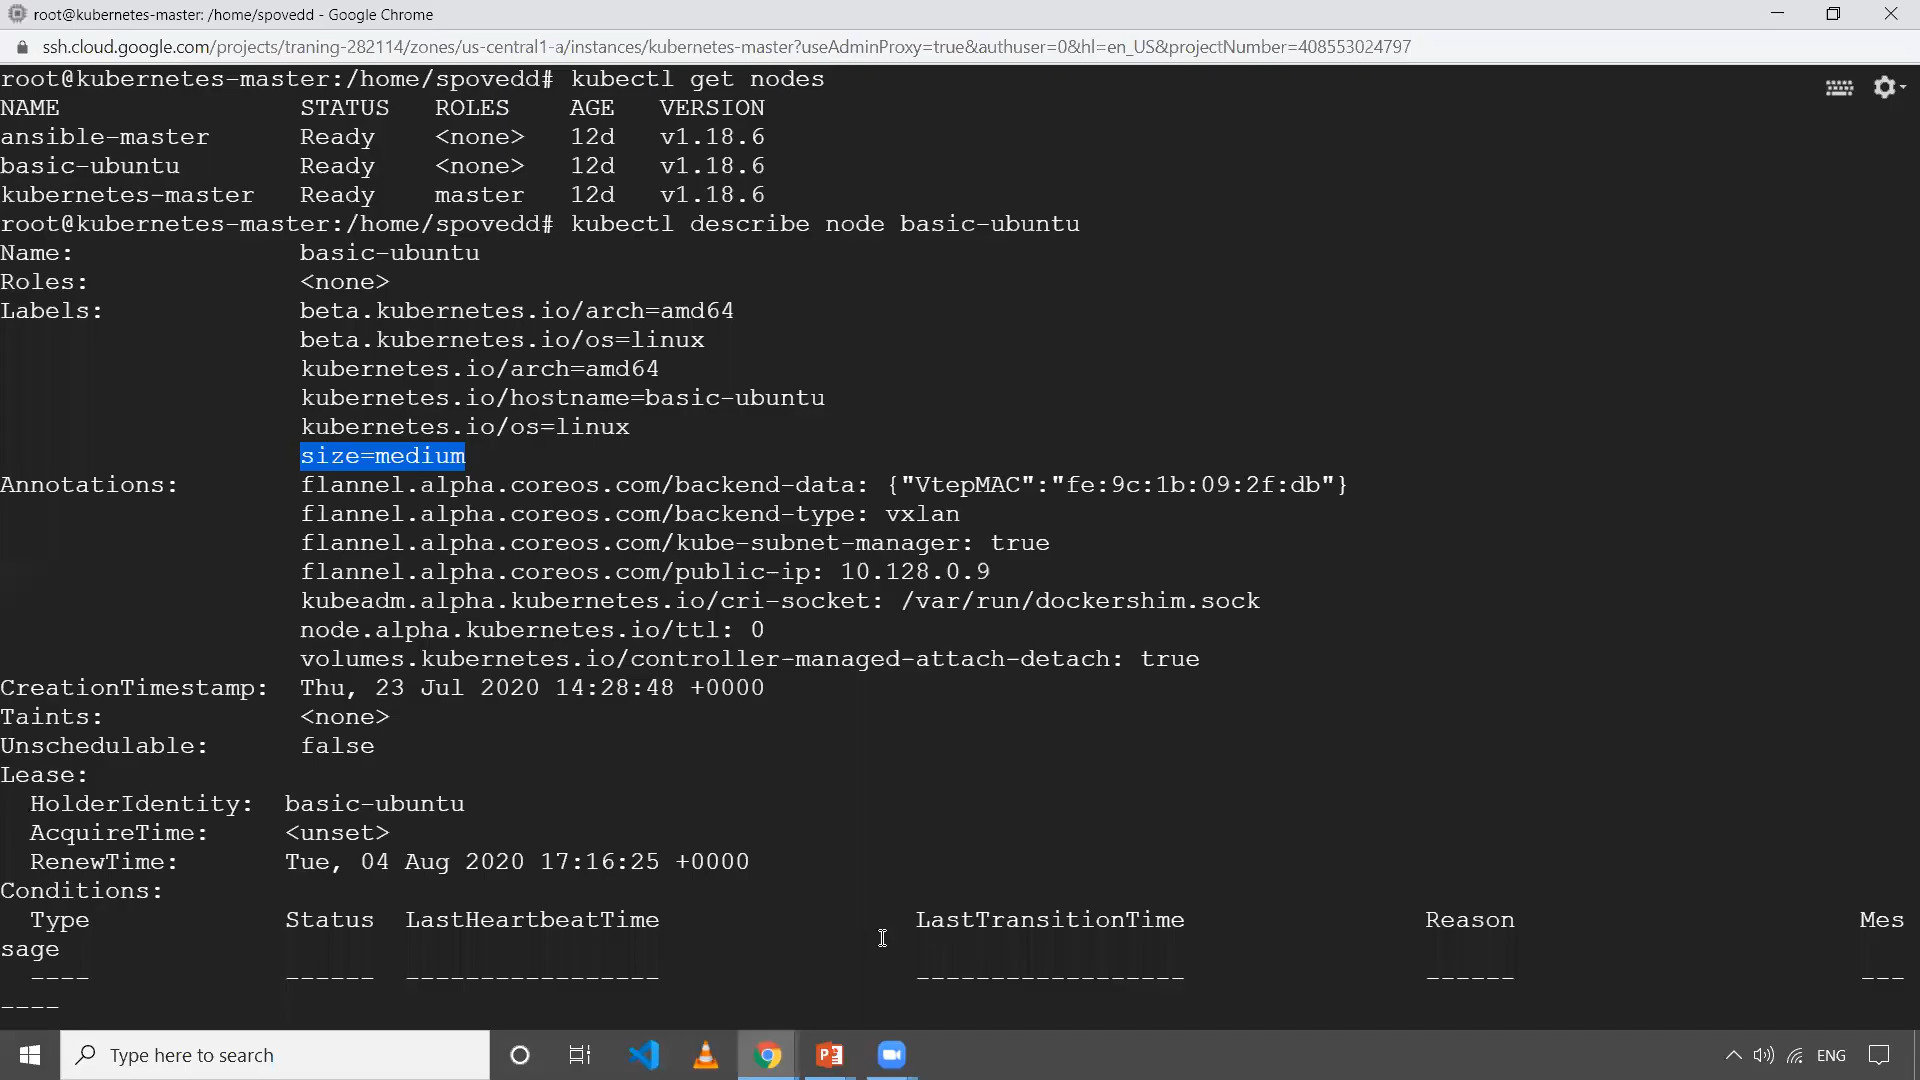 root@kubernetes-master: /home/spovedd - Google Chrome
ssh.cloud.google.com/projects/traning-282114/zones/us-central1-a/instances/kubernetes-master?useAdminProxy=true&authuser=0&hl=en_US&projectNumber=408553024797
root@kubernetes-master:/home/spovedd# kubectl get nodes
NAME STATUS ROLES AGE VERSION
ansible-master Ready <none> 12d v1.18.6
basic-ubuntu Ready <none> 12d v1.18.6
kubernetes-master Ready master 12d v1.18.6
root@kubernetes-master:/home/spovedd# kubectl describe node basic-ubuntu
Name: basic-ubuntu
Roles: <none>
Labels: beta.kubernetes.io/arch=amd64
beta.kubernetes.io/os=linux
kubernetes.io/arch=amd64
kubernetes.io/hostname=basic-ubuntu
kubernetes.io/os=linux
size=medium
Annotations: flannel.alpha.coreos.com/backend-data: {"VtepMAC":"fe:9c:1b:09:2f:db"}
flannel.alpha.coreos.com/backend-type: vxlan
flannel.alpha.coreos.com/kube-subnet-manager: true
flannel.alpha.coreos.com/public-ip: 10.128.0.9
kubeadm.alpha.kubernetes.io/cri-socket: /var/run/dockershim.sock
node.alpha.kubernetes.io/ttl: 0
volumes.kubernetes.io/controller-managed-attach-detach: true
CreationTimestamp: Thu, 23 Jul 2020 14:28:48 +0000
Taints: <none>
Unschedulable: false
Lease:
HolderIdentity: basic-ubuntu
AcquireTime: <unset>
RenewTime: Tue, 04 Aug 2020 17:16:25 +0000
Conditions:
Type Status LastHeartbeatTime LastTransitionTime Reason Mes
sage
---- ------ ----------------- ------------------ ------ ---
----
Type here to search
ENG